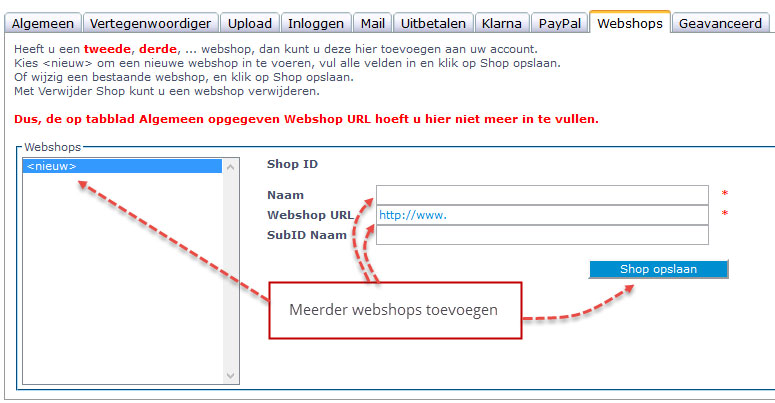 Algemeen Vertegenwoordiger Upload Inloggen Mail Uitbetalen Klarna PayPal Webshops Geavanceerd
Heeft u een tweede, derde, ... webshop, dan kunt u deze hier toevoegen aan uw account.
Kies <nieuw> om een nieuwe webshop in te voeren, vul alle velden in en klik op Shop opslaan.
Of wijzig een bestaande webshop, en klik op Shop opslaan.
Met Verwijder Shop kunt u een webshop verwijderen.
Dus, de op tabblad Algemeen opgegeven Webshop URL hoeft u hier niet meer in te vullen.
Webshops
<nieuw>
Shop ID
Naam *
Webshop URL http://www. *
SubID Naam
Shop opslaan
Meerder webshops toevoegen